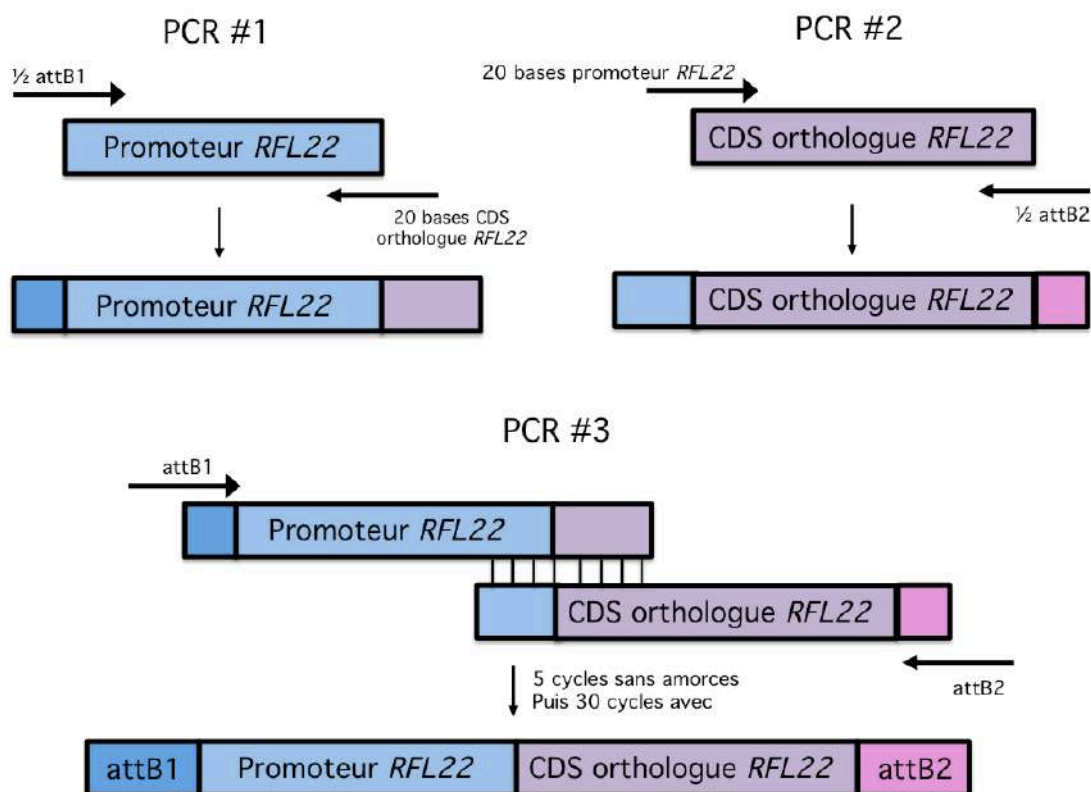 PCR #1
½ attB1
Promoteur RFL22
20 bases CDS
orthologue RFL22
Promoteur RFL22
PCR #2
20 bases promoteur RFL22
CDS orthologue RFL22
½ attB2
CDS orthologue RFL22
PCR #3
attB1
Promoteur RFL22
CDS orthologue RFL22
attB2
5 cycles sans amorces
Puis 30 cycles avec
attB1 Promoteur RFL22 CDS orthologue RFL22 attB2